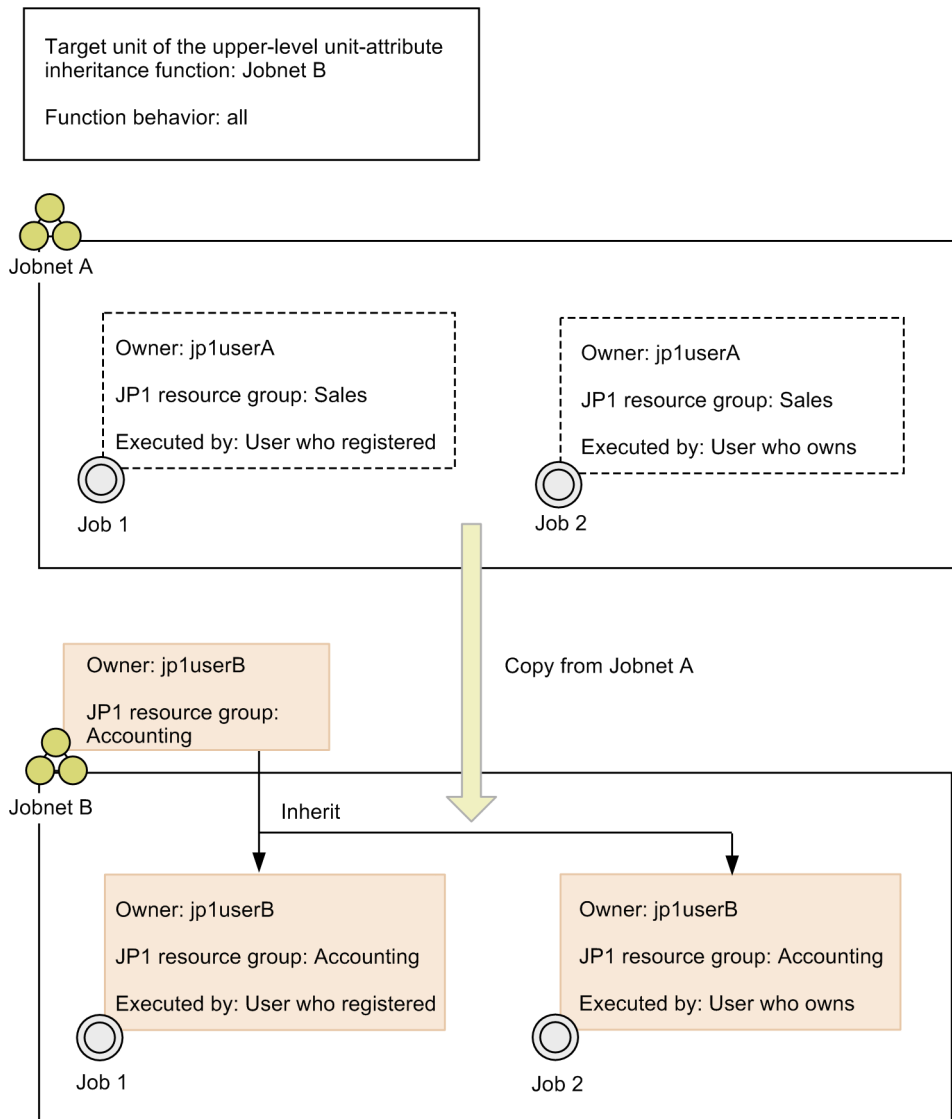 Target unit of the upper-level unit-attribute
inheritance function: Jobnet B
Function behavior: all
Jobnet A
Owner: jp1userA
JP1 resource group: Sales
Executed by: User who registered
Job 1
Owner: jp1userA
JP1 resource group: Sales
Executed by: User who owns
Job 2
Copy from Jobnet A
Owner: jp1userB
JP1 resource group:
Accounting
Jobnet B
Inherit
Owner: jp1userB
JP1 resource group: Accounting
Executed by: User who registered
Job 1
Owner: jp1userB
JP1 resource group: Accounting
Executed by: User who owns
Job 2